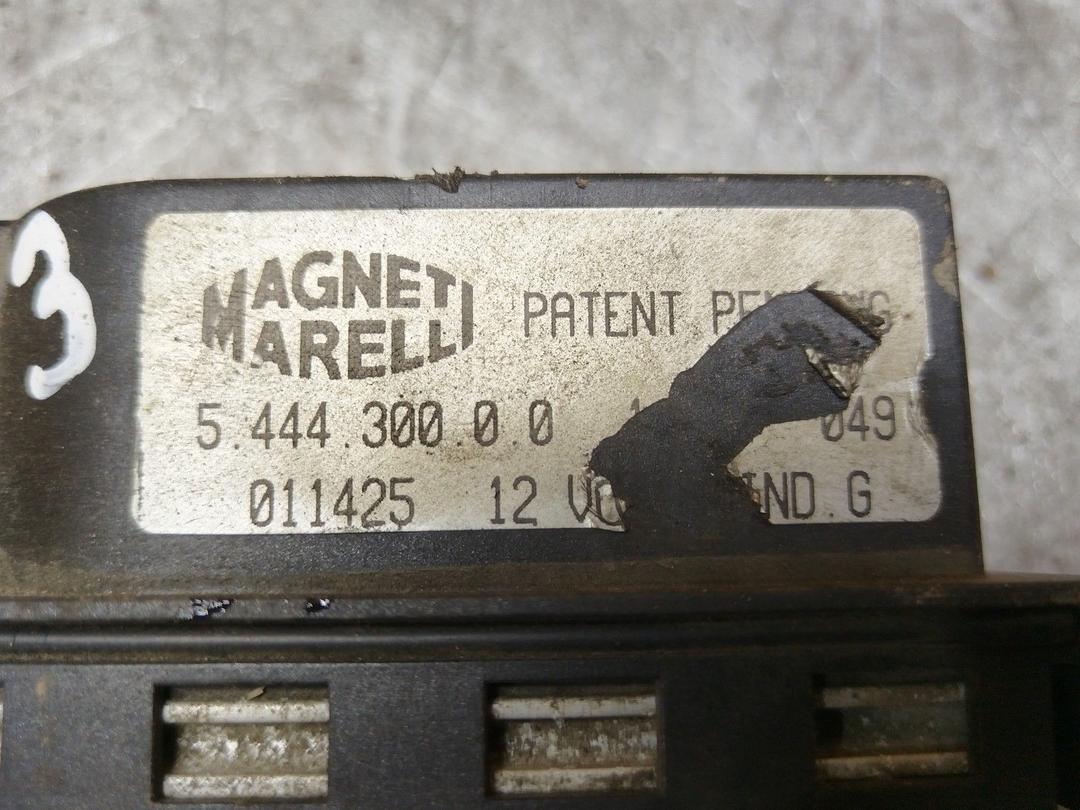 3
MAGNETI
MARELLI
PATENT
5.444.300.0.0 049
011425 12 IND.G